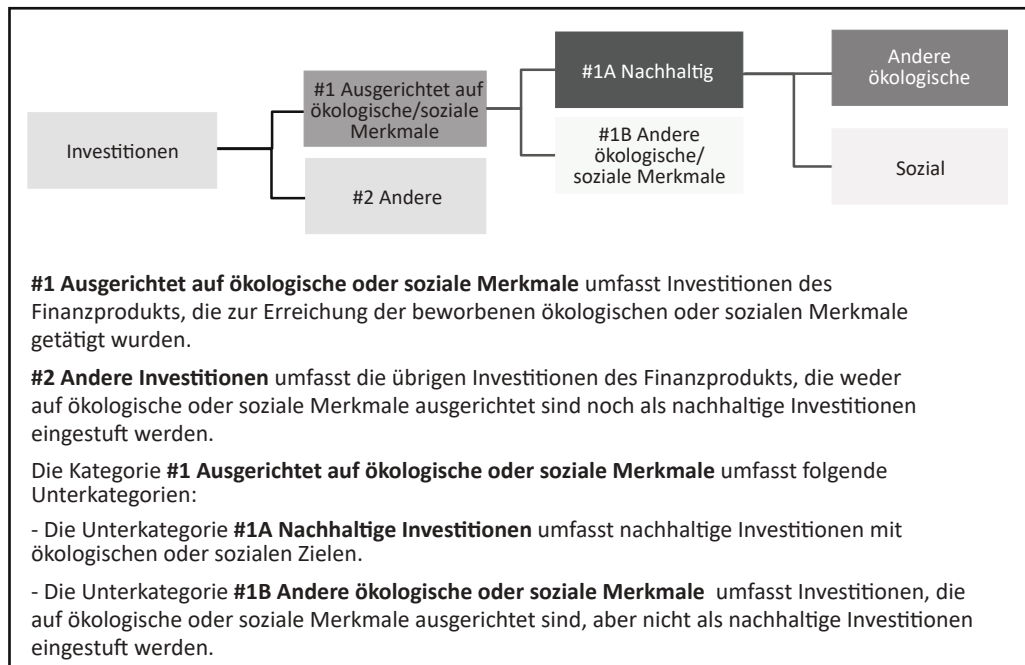 Investitionen
#1 Ausgerichtet auf
ökologische/soziale
Merkmale
#2 Andere
#1A Nachhaltig
#1B Andere
ökologische/
soziale Merkmale
Andere
ökologische
Sozial
#1 Ausgerichtet auf ökologische oder soziale Merkmale umfasst Investitionen des
Finanzprodukts, die zur Erreichung der beworbenen ökologischen oder sozialen Merkmale
getätigt wurden.
#2 Andere Investitionen umfasst die übrigen Investitionen des Finanzprodukts, die weder
auf ökologische oder soziale Merkmale ausgerichtet sind noch als nachhaltige Investitionen
eingestuft werden.
Die Kategorie #1 Ausgerichtet auf ökologische oder soziale Merkmale umfasst folgende
Unterkategorien:
- Die Unterkategorie #1A Nachhaltige Investitionen umfasst nachhaltige Investitionen mit
ökologischen oder sozialen Zielen.
- Die Unterkategorie #1B Andere ökologische oder soziale Merkmale umfasst Investitionen, die
auf ökologische oder soziale Merkmale ausgerichtet sind, aber nicht als nachhaltige Investitionen
eingestuft werden.